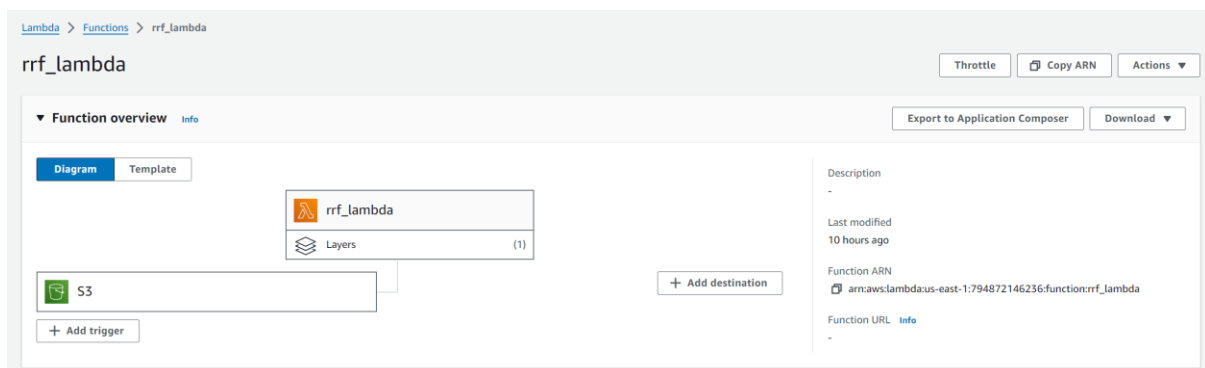 Lambda > Functions > rrf_lambda
rrf_lambda
Throttle
Copy ARN
Actions
Function overview Info
Export to Application Composer
Download
Diagram
Template
rrf_lambda
Layers (1)
S3
+ Add trigger
+ Add destination
Description
-
Last modified
10 hours ago
Function ARN
arn:aws:lambda:us-east-1:794872146236:function:rrf_lambda
Function URL Info
-